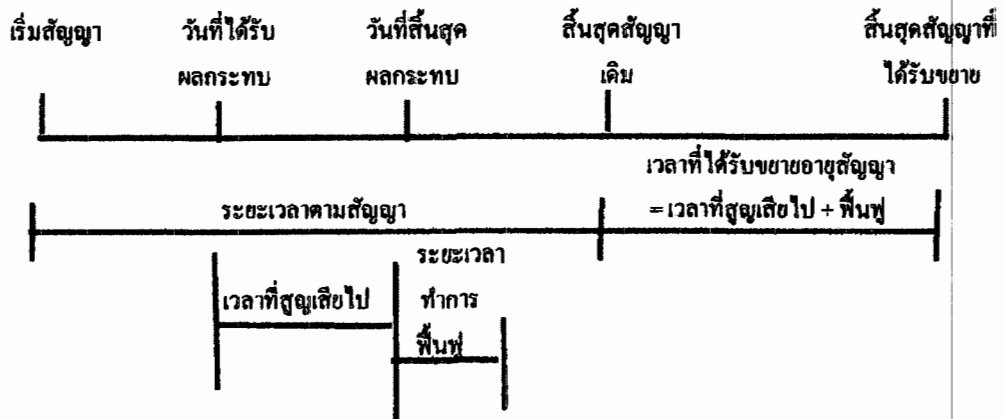 เริ่มสัญญา วันที่ได้รับ วันที่สิ้นสุด สิ้นสุดสัญญา สิ้นสุดสัญญาที่
ผลกระทบ ผลกระทบ เดิม ได้รับขยาย
เวลาที่ได้รับขยายอายุสัญญา
ระยะเวลาตามสัญญา = เวลาที่สูญเสียไป + ฟื้นฟู
ระยะเวลา
เวลาที่สูญเสียไป ทำการ
ฟื้นฟู